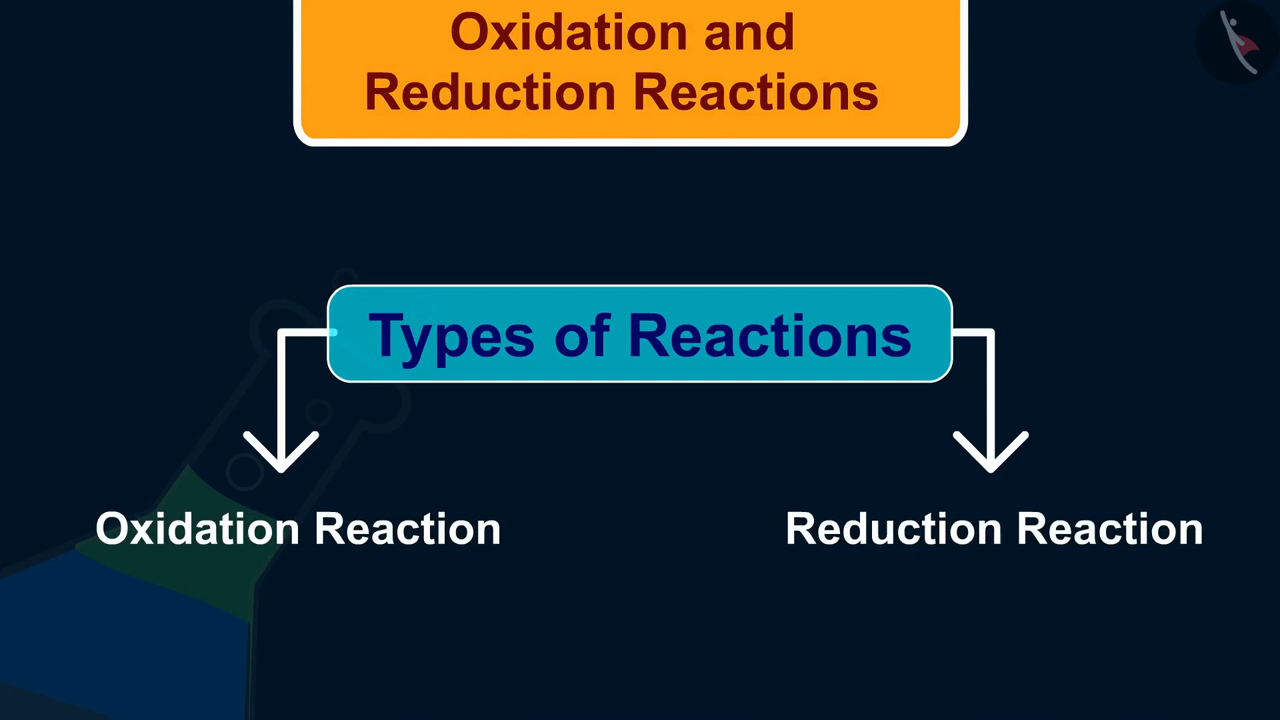 Oxidation and
Reduction Reactions
Types of Reactions
Oxidation Reaction
Reduction Reaction